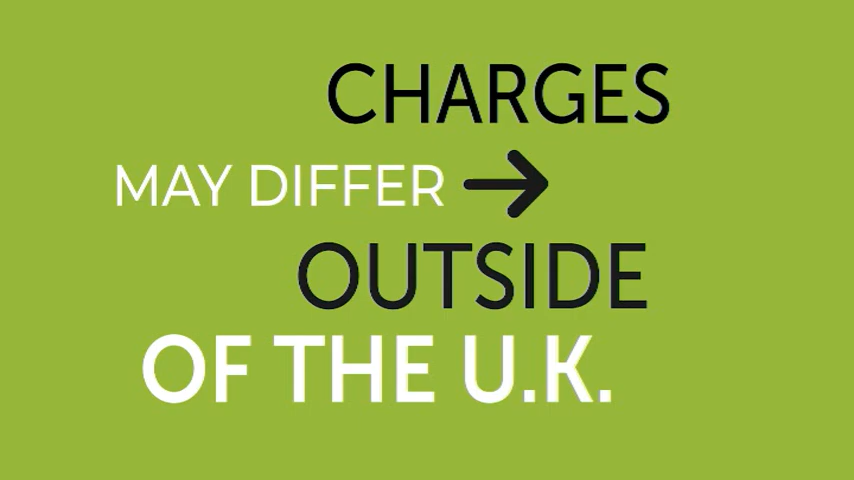 CHARGES
MAY DIFFER →
OUTSIDE
OF THE U.K.